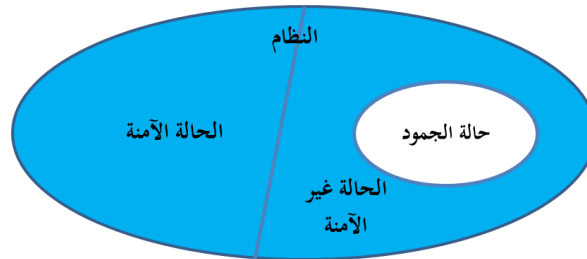 النظام
الحالة الآمنة
حالة الجمود
الحالة غير
الآمنة